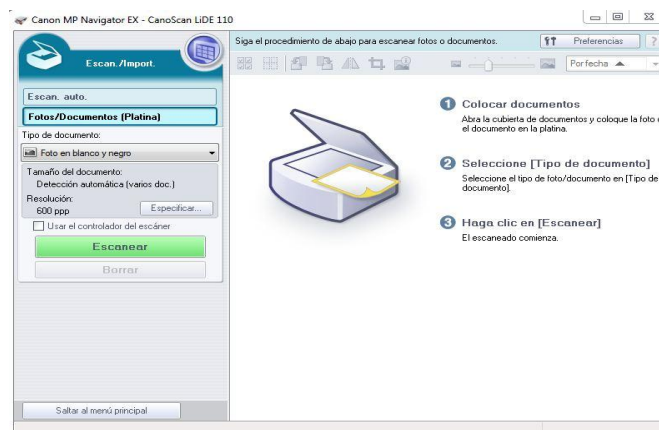 Canon MP Navigator EX - CanoScan LiDE 110
Escan./Import.
Siga el procedimiento de abajo para escanear fotos o documentos.
Preferencias
?
Por fecha
Escan. auto.
Fotos/Documentos (Platina)
Tipo de documento:
Foto en blanco y negro
Tamaño del documento:
Detección automática (varios doc.)
Resolución:
600 ppp
Especificar...
Usar el controlador del escáner
Escanear
Borrar
Saltar al menú principal
1 Colocar documentos
Abra la cubierta de documentos y coloque la foto o
el documento en la platina.
2 Seleccione [Tipo de documento]
Seleccione el tipo de foto/documento en [Tipo de
documento].
3 Haga clic en [Escanear]
El escaneado comienza.